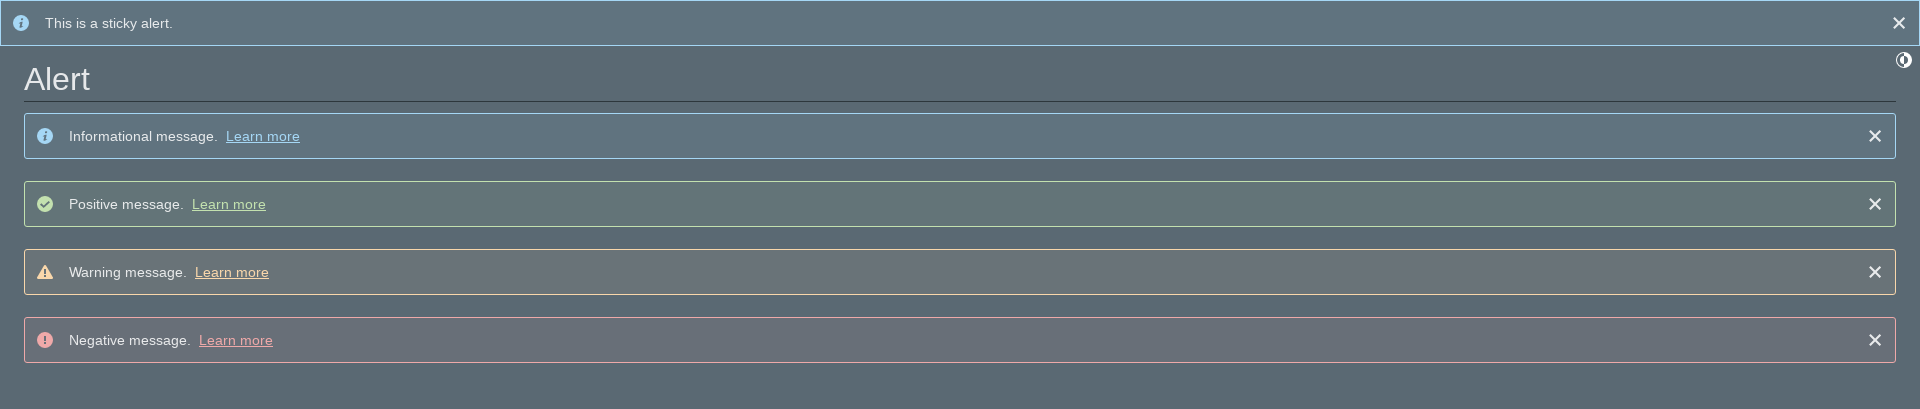 This is a sticky alert.
Alert
Informational message. Learn more
Positive message. Learn more
Warning message. Learn more
Negative message. Learn more